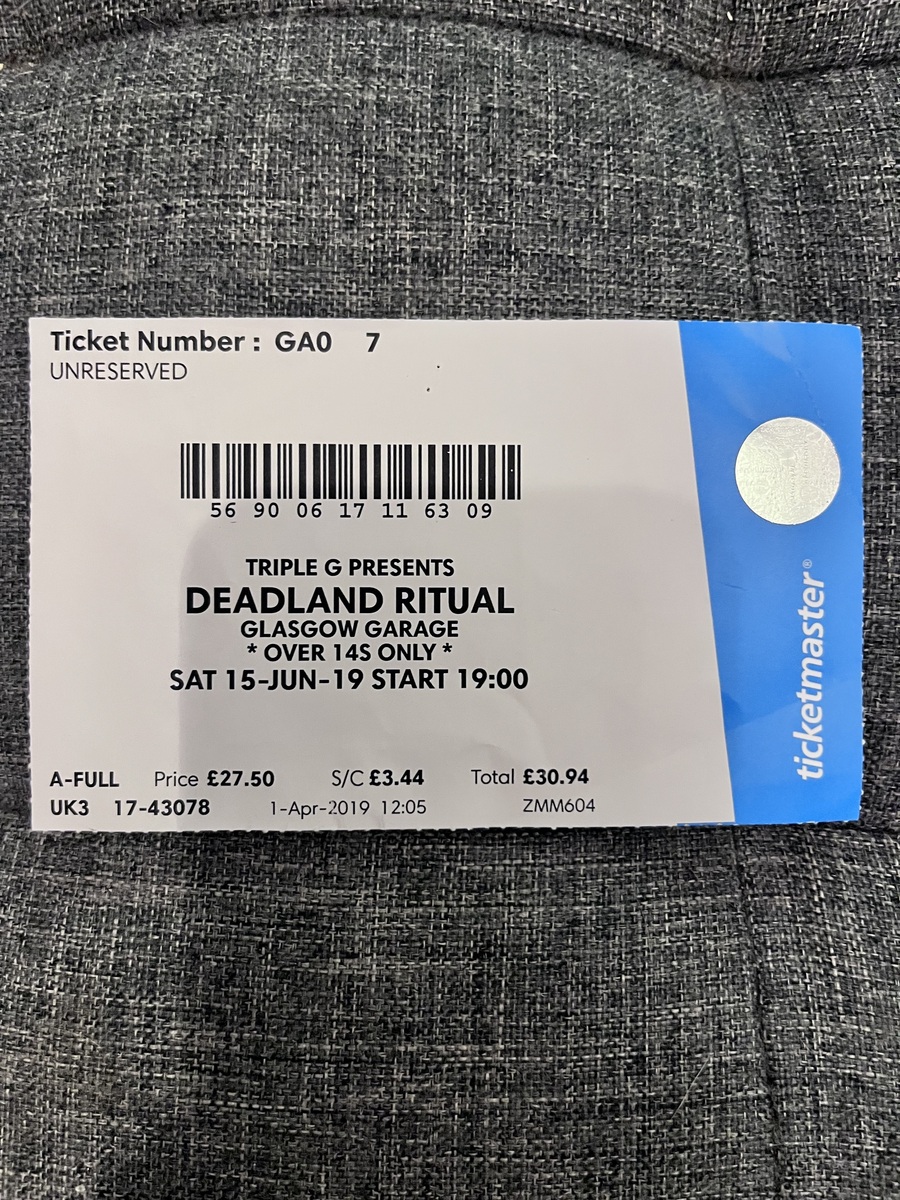 Ticket Number : GA0 7
UNRESERVED
56 90 06 17 11 63 09
TRIPLE G PRESENTS
DEADLAND RITUAL
GLASGOW GARAGE
* OVER 14S ONLY *
SAT 15-JUN-19 START 19:00
A-FULL Price £27.50 S/C £3.44 Total £30.94
UK3 17-43078 1-Apr-2019 12:05 ZMM604
ticketmaster®